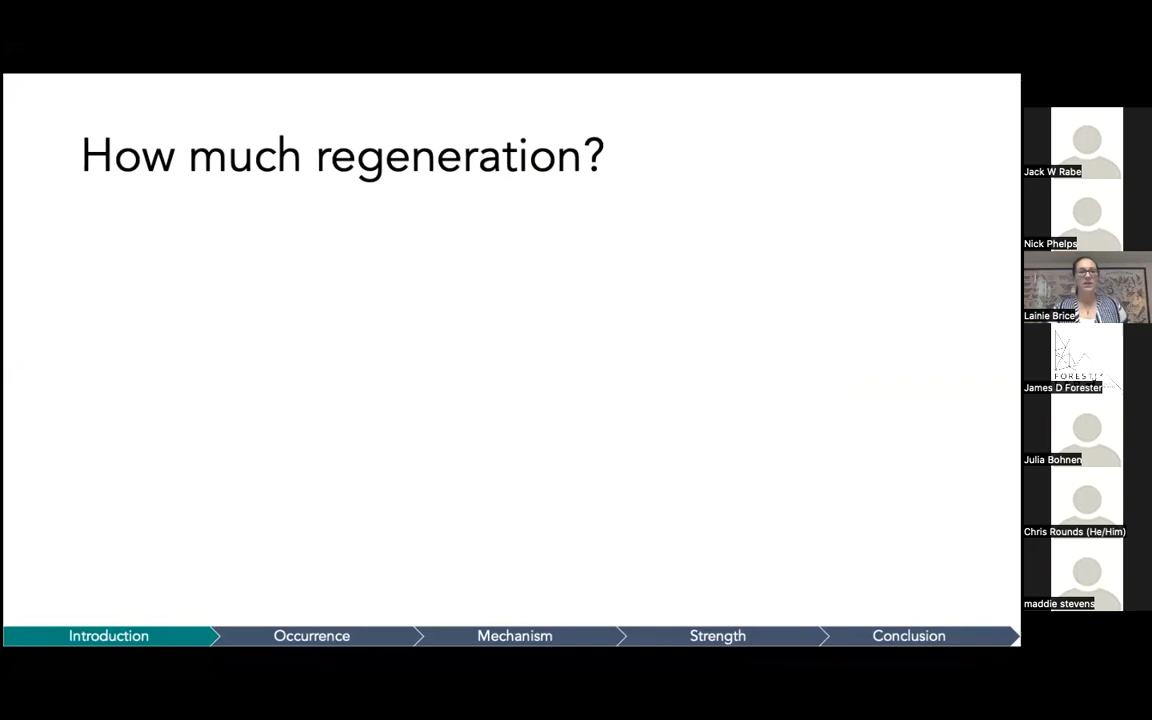 How much regeneration?
Jack W Rabe
Nick Phelps
Lainie Brice
FOREST
James D Forester
Julia Bohnen
Chris Rounds (He/Him)
maddie stevens
Introduction
Occurrence
Mechanism
Strength
Conclusion